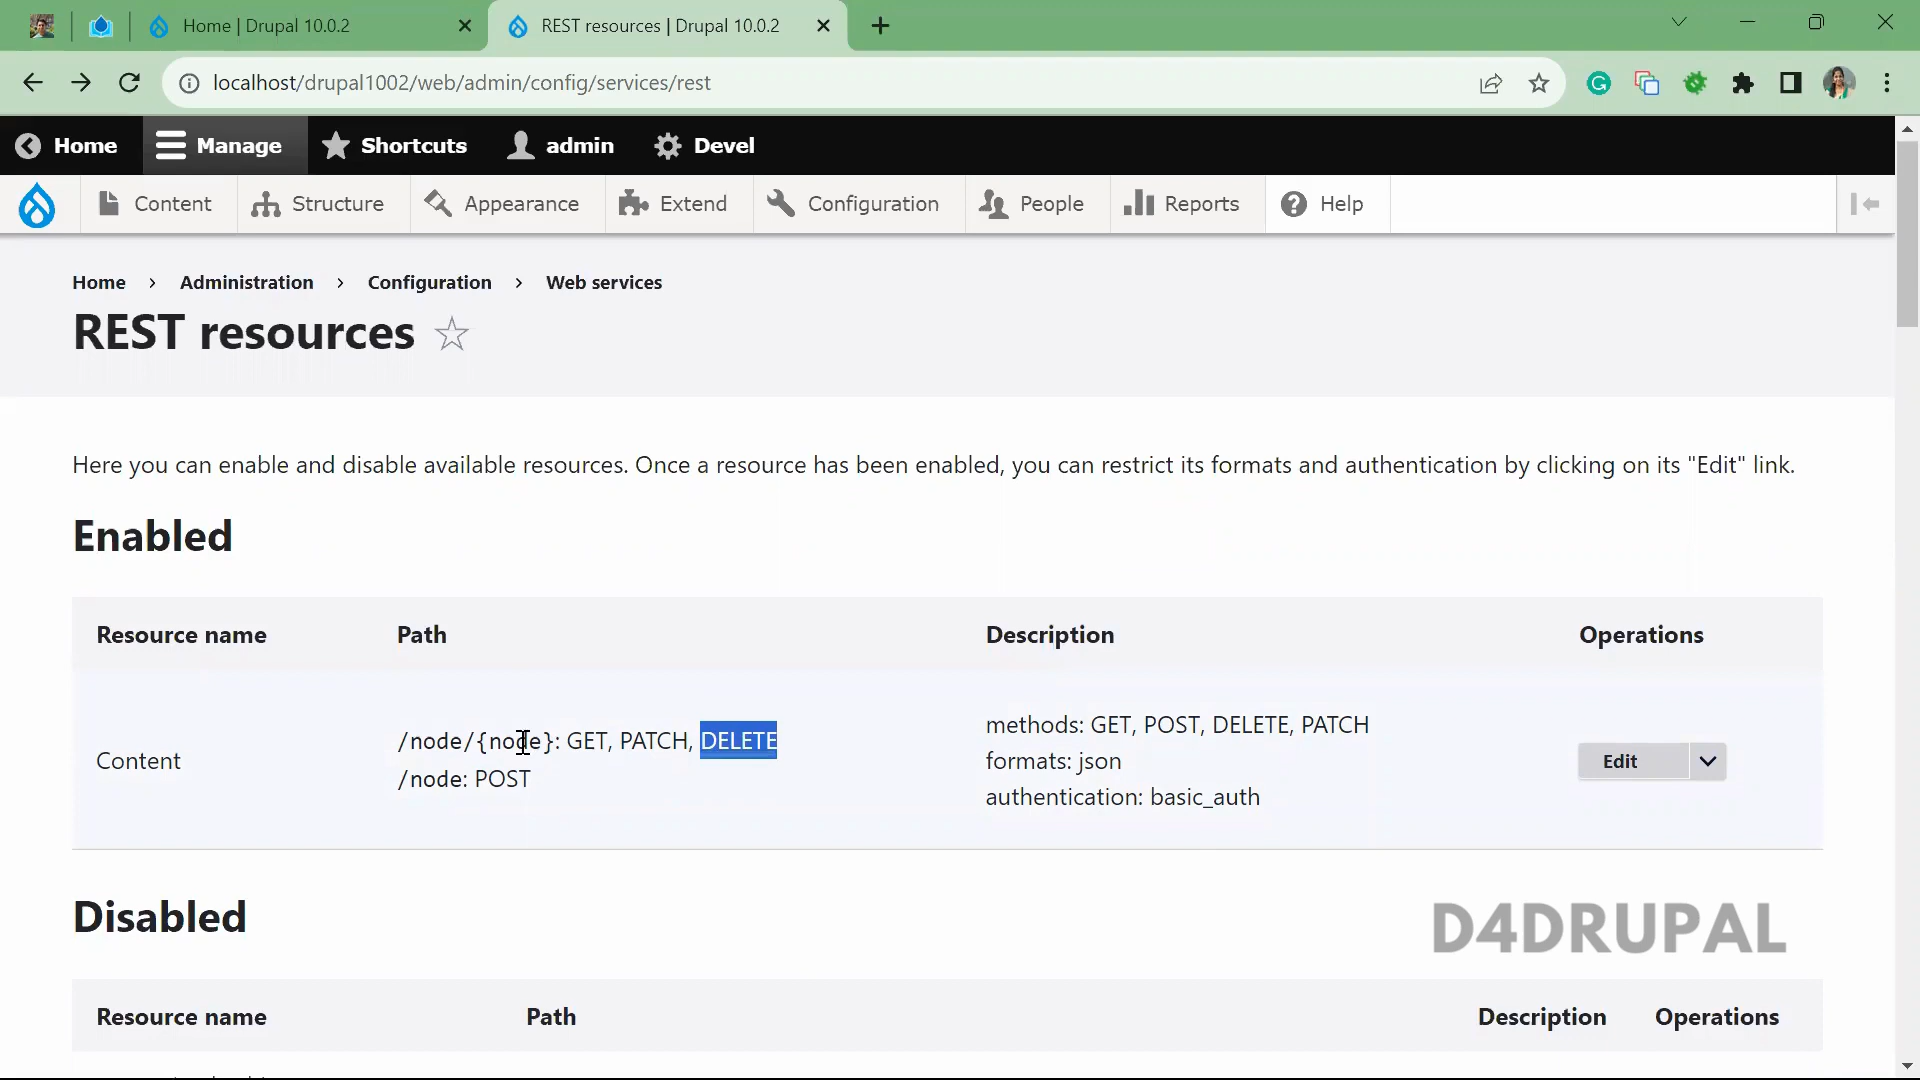 Home | Drupal 10.0.2
REST resources | Drupal 10.0.2
localhost/drupal1002/web/admin/config/services/rest
Home Manage Shortcuts admin Devel
Content Structure Appearance Extend Configuration People Reports Help
Home › Administration › Configuration › Web services
REST resources
Here you can enable and disable available resources. Once a resource has been enabled, you can restrict its formats and authentication by clicking on its "Edit" link.
Enabled
Resource name Path Description Operations
Content
/node/{node}: GET, PATCH, DELETE
/node: POST
methods: GET, POST, DELETE, PATCH
formats: json
authentication: basic_auth
Edit
Disabled
D4DRUPAL
Resource name Path Description Operations